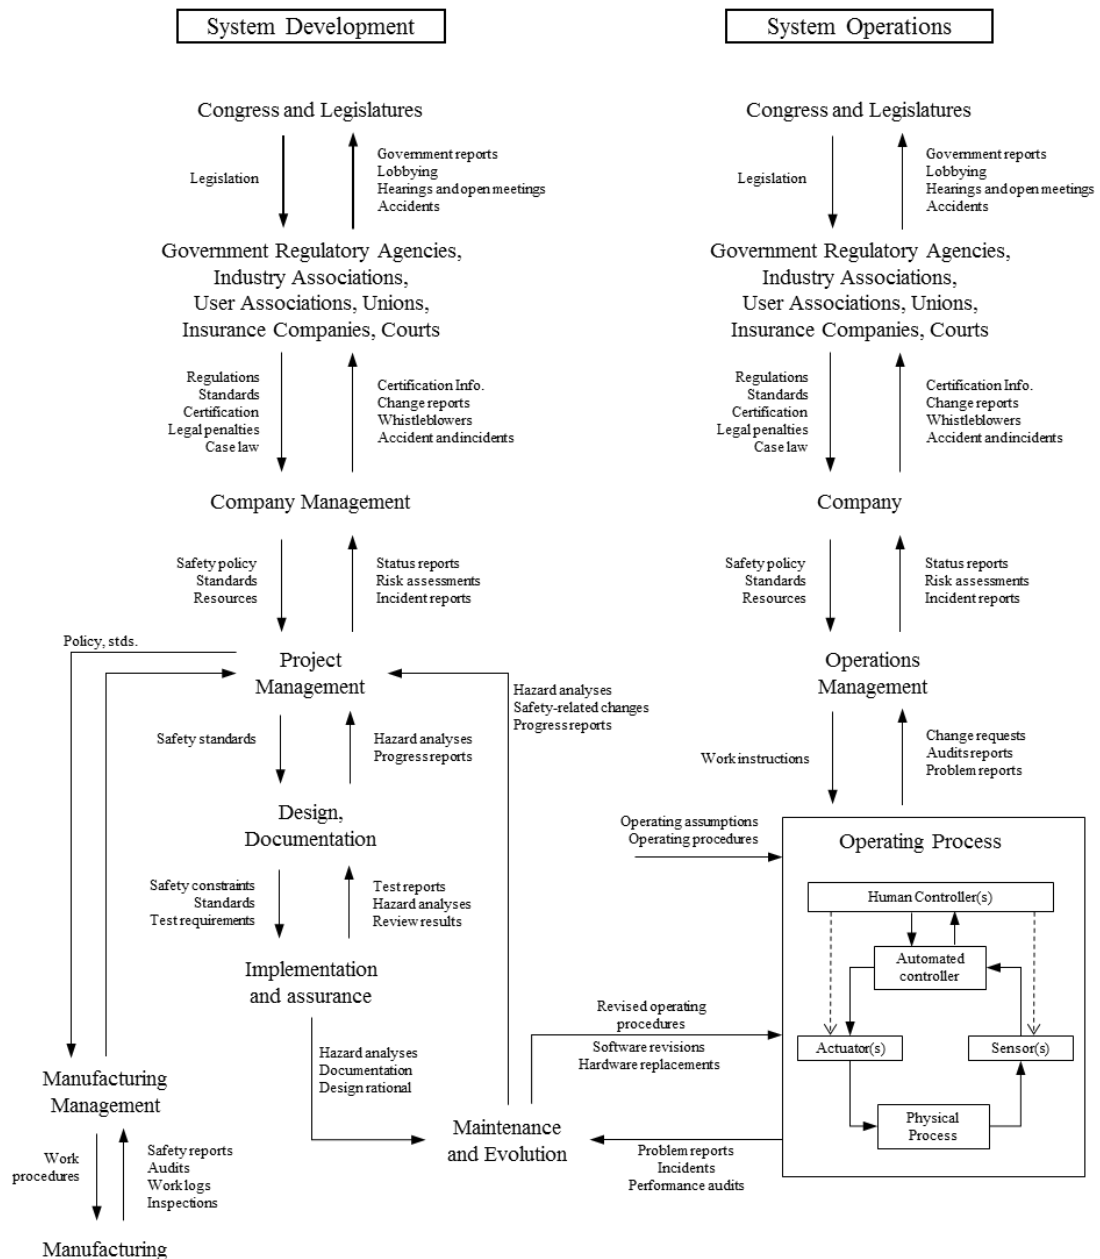 System Development
Congress and Legislatures
Legislation
Government reports
Lobbying
Hearings and open meetings
Accidents
Government Regulatory Agencies,
Industry Associations,
User Associations, Unions,
Insurance Companies, Courts
Regulations
Standards
Certification
Legal penalties
Case law
Certification Info.
Change reports
Whistleblowers
Accident andincidents
Company Management
Safety policy
Standards
Resources
Status reports
Risk assessments
Incident reports
Policy, stds.
Project
Management
Hazard analyses
Safety-related changes
Progress reports
Safety standards
Hazard analyses
Progress reports
Design,
Documentation
Safety constraints
Standards
Test requirements
Test reports
Hazard analyses
Review results
Implementation
and assurance
Hazard analyses
Documentation
Design rational
Manufacturing
Management
Work
procedures
Safety reports
Audits
Work logs
Inspections
Manufacturing
Maintenance
and Evolution
System Operations
Congress and Legislatures
Legislation
Government reports
Lobbying
Hearings and open meetings
Accidents
Government Regulatory Agencies,
Industry Associations,
User Associations, Unions,
Insurance Companies, Courts
Regulations
Standards
Certification
Legal penalties
Case law
Certification Info.
Change reports
Whistleblowers
Accident andincidents
Company
Safety policy
Standards
Resources
Status reports
Risk assessments
Incident reports
Operations
Management
Work instructions
Change requests
Audits reports
Problem reports
Operating assumptions
Operating procedures
Operating Process
Human Controller(s)
Automated
controller
Actuator(s)
Sensor(s)
Physical
Process
Revised operating
procedures
Software revisions
Hardware replacements
Problem reports
Incidents
Performance audits